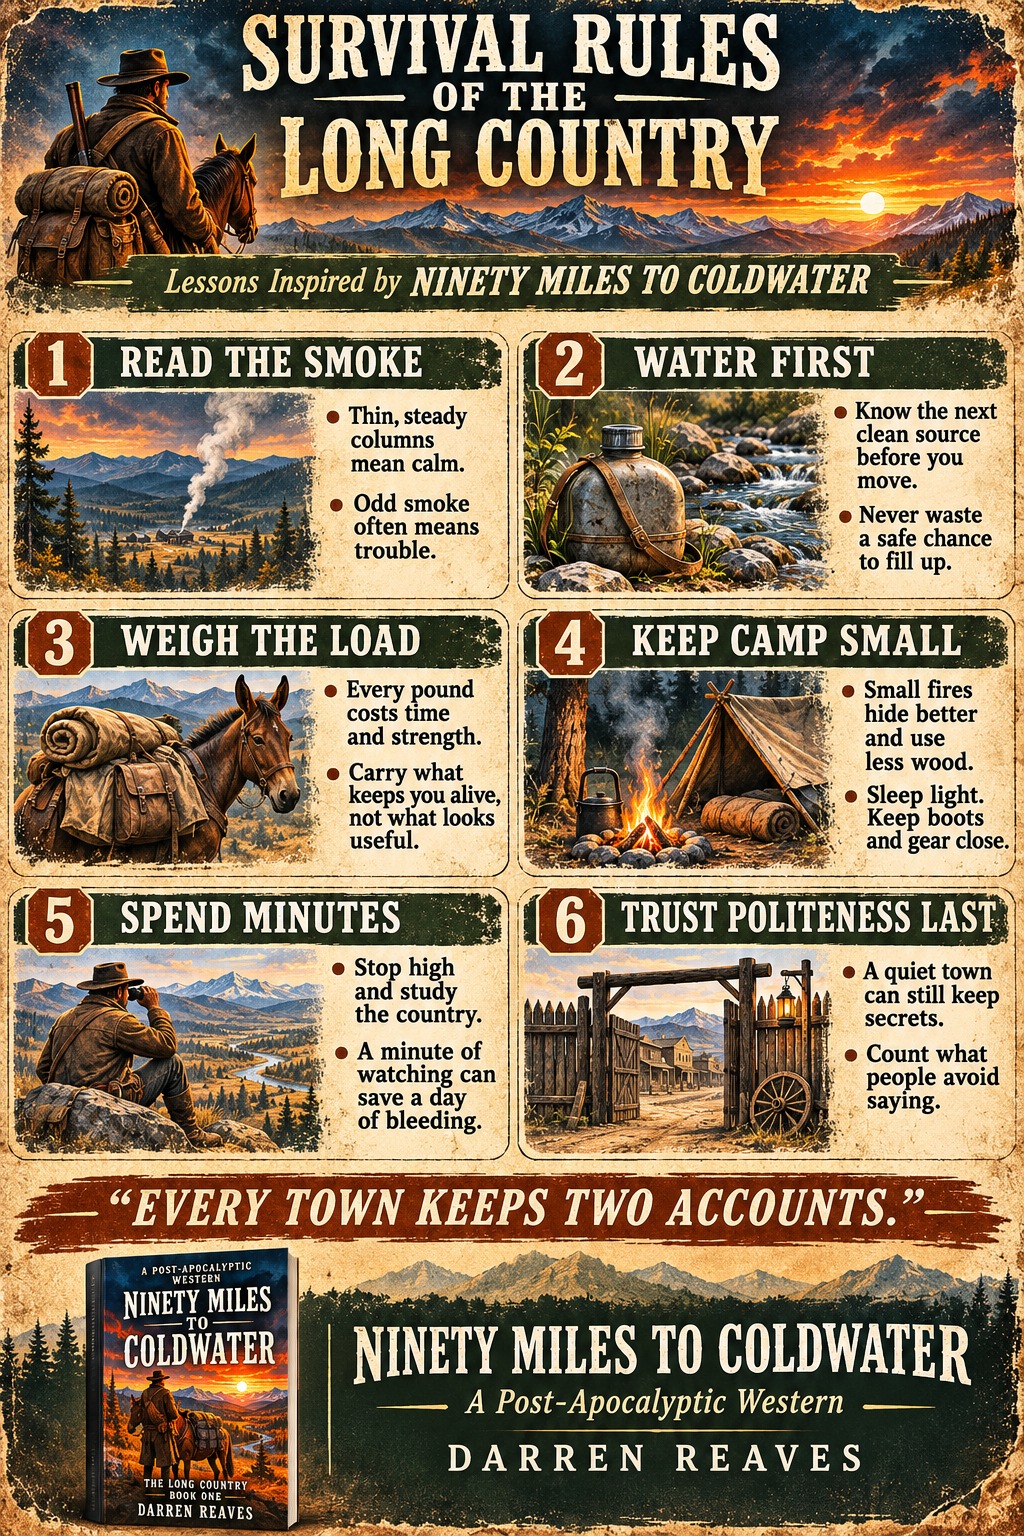 SURVIVAL RULES
OF THE
LONG COUNTRY
Lessons Inspired by NINETY MILES TO COLDWATER
1 READ THE SMOKE
• Thin, steady
columns
mean calm.
• Odd smoke
often means
trouble.
2 WATER FIRST
• Know the next
clean source
before you
move.
• Never waste
a safe chance
to fill up.
3 WEIGH THE LOAD
• Every pound
costs time
and strength.
• Carry what
keeps you alive,
not what looks
useful.
4 KEEP CAMP SMALL
• Small fires
hide better
and use
less wood.
• Sleep light.
Keep boots
and gear close.
5 SPEND MINUTES
• Stop high
and study
the country.
• A minute of
watching can
save a day
of bleeding.
6 TRUST POLITENESS LAST
• A quiet town
can still keep
secrets.
• Count what
people avoid
saying.
“EVERY TOWN KEEPS TWO ACCOUNTS.”
A POST-APOCALYPTIC
WESTERN
NINETY MILES
TO
COLDWATER
THE LONG COUNTRY
BOOK ONE
DARREN REAVES
NINETY MILES TO COLDWATER
A Post-Apocalyptic Western
DARREN REAVES